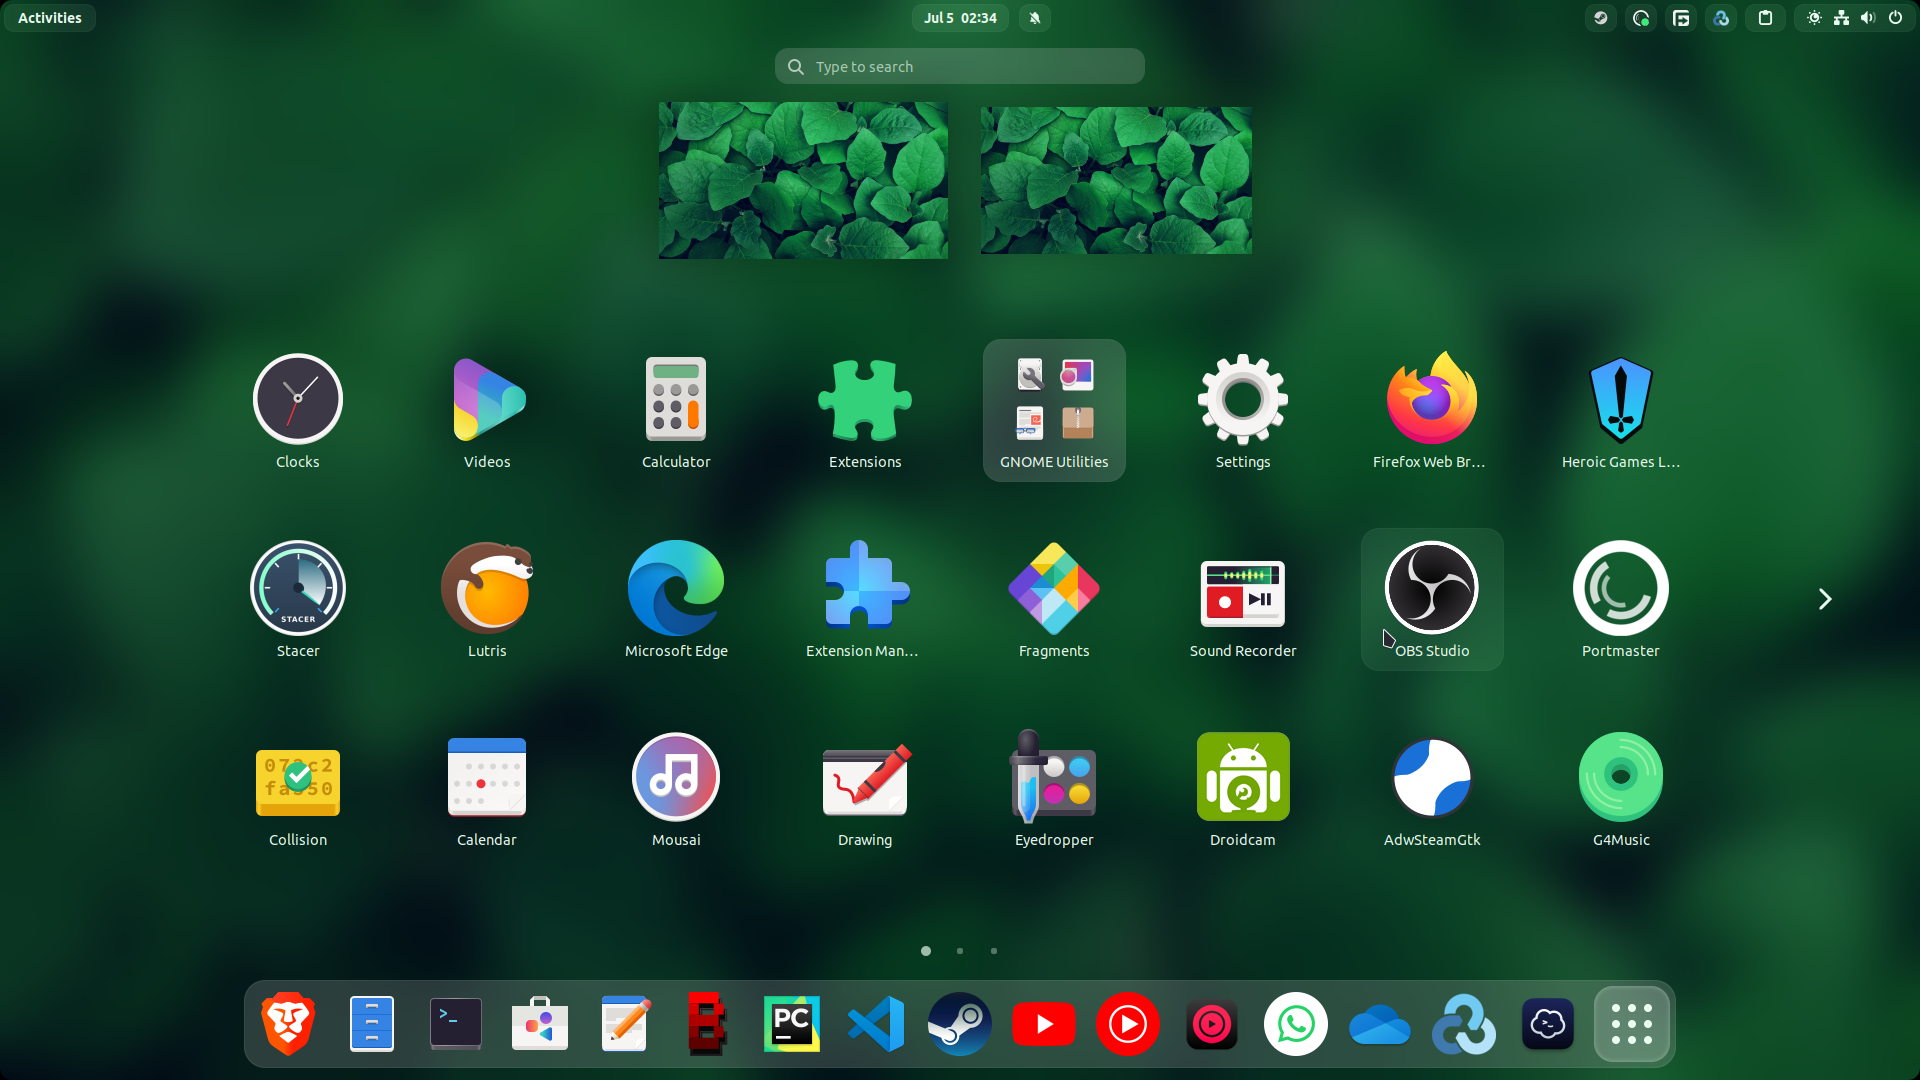 Activities
Jul 5 02:34
Type to search
Clocks
Videos
Calculator
Extensions
GNOME Utilities
Settings
Firefox Web Br...
Heroic Games L...
STACER
Stacer
Lutris
Microsoft Edge
Extension Man...
Fragments
Sound Recorder
OBS Studio
Portmaster
Collision
Calendar
Mousai
Drawing
Eyedropper
Droidcam
AdwSteamGtk
G4Music
>_
PC
>_